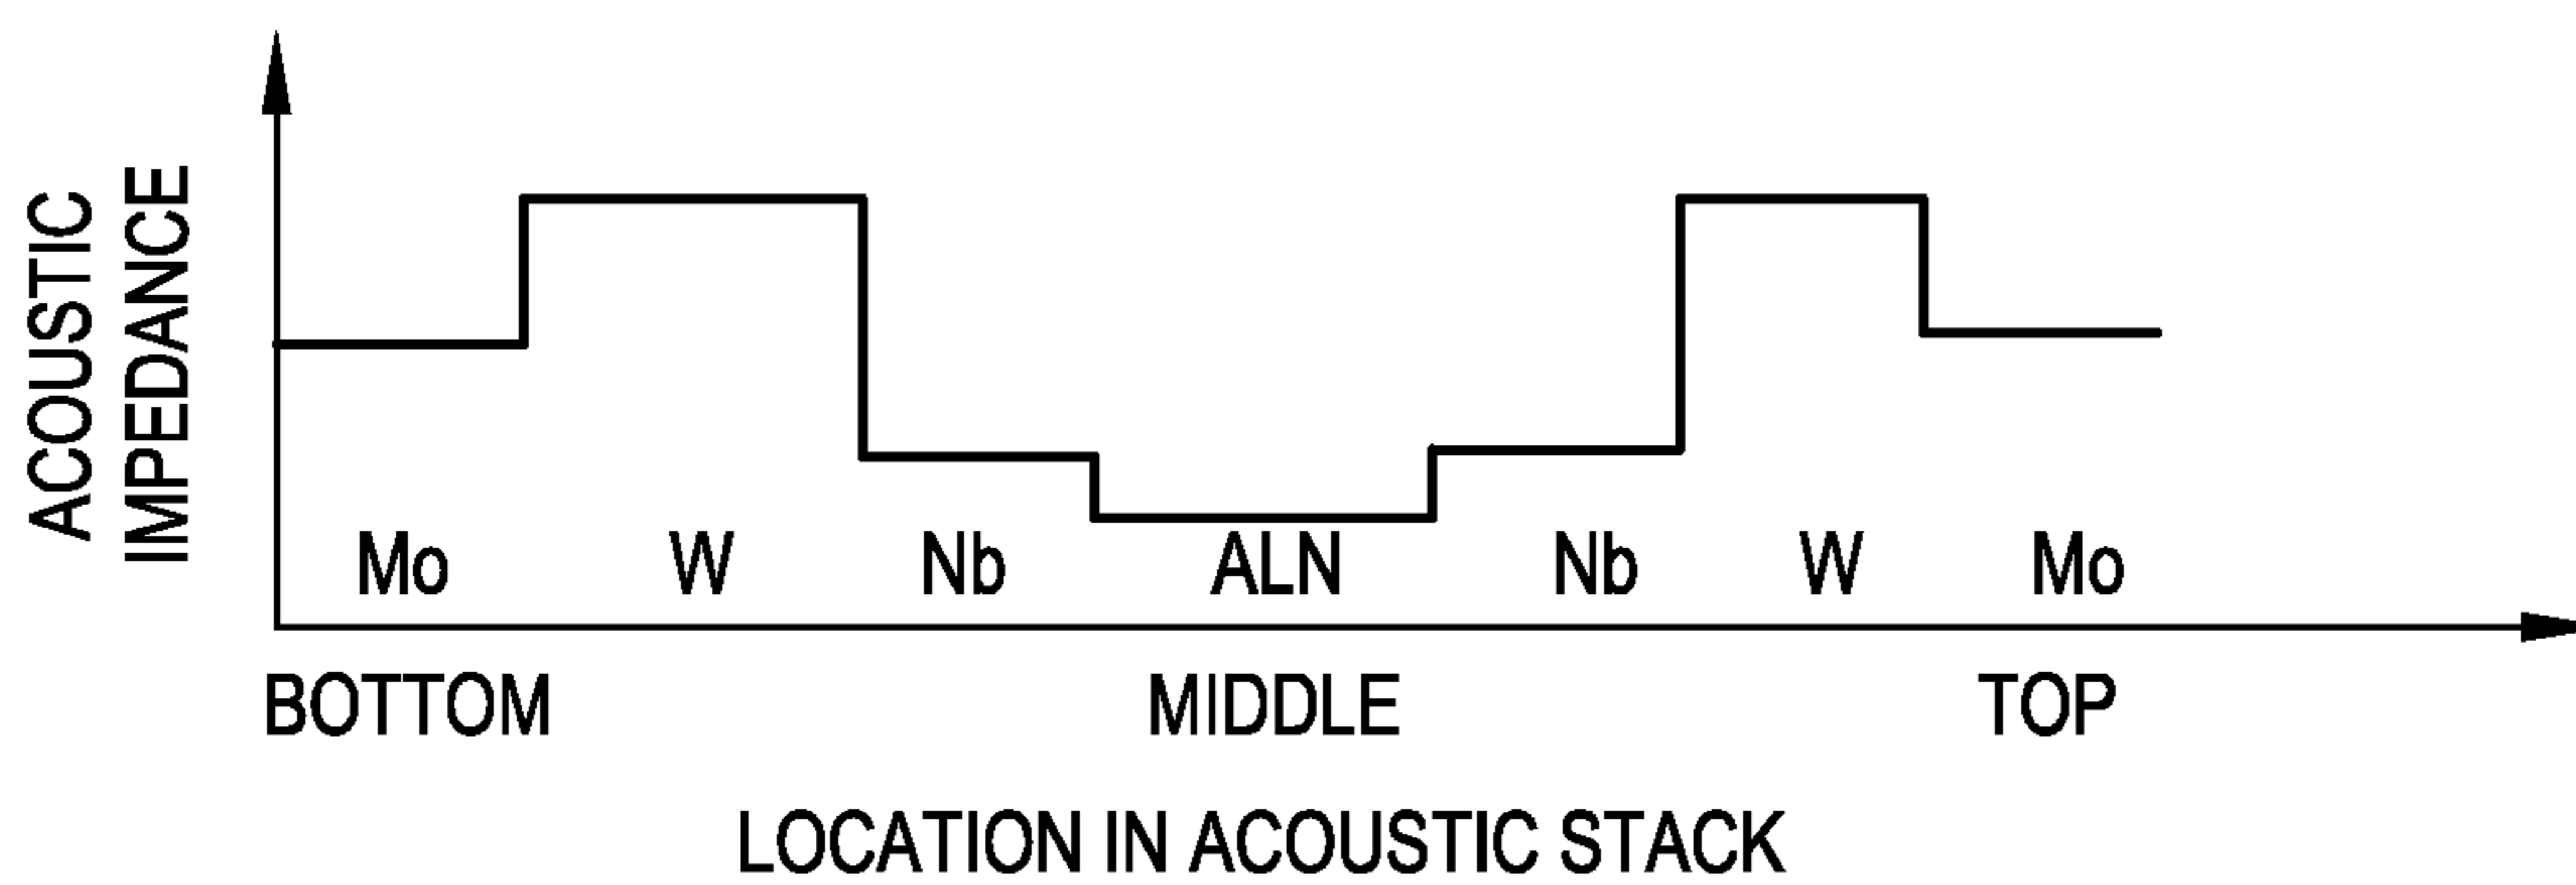 ACOUSTIC
IMPEDANCE
Mo W Nb ALN Nb W Mo
BOTTOM MIDDLE TOP
LOCATION IN ACOUSTIC STACK